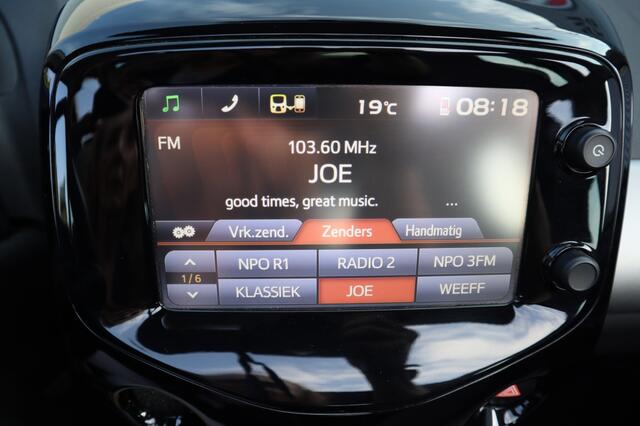 19°C 08:18
FM
103.60 MHz
JOE
good times, great music. ...
Vrk.zend. Zenders Handmatig
NPO R1 RADIO 2 NPO 3FM
1/6
KLASSIEK JOE WEEFF